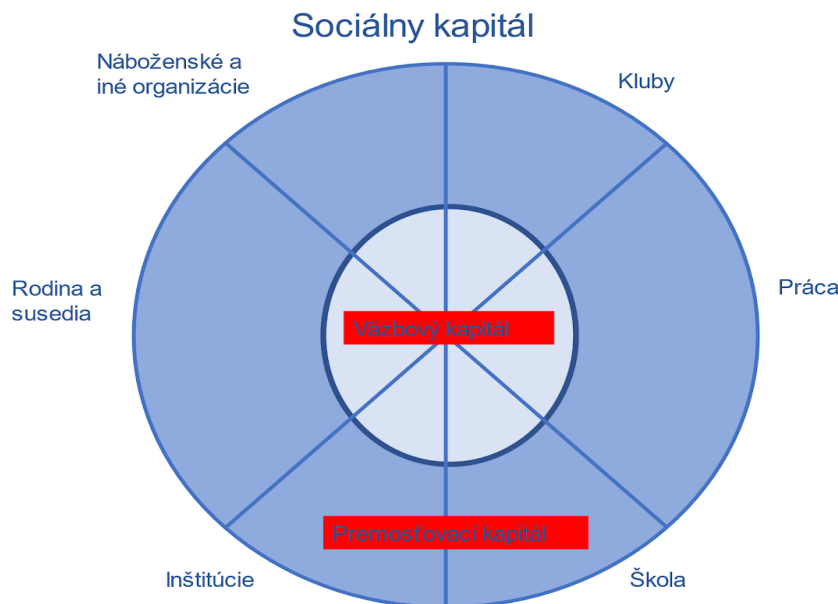 Sociálny kapitál
Náboženské a
iné organizácie
Kluby
Rodina a
susedia
Práca
Väzbový kapitál
Premosťovací kapitál
Inštitúcie
Škola